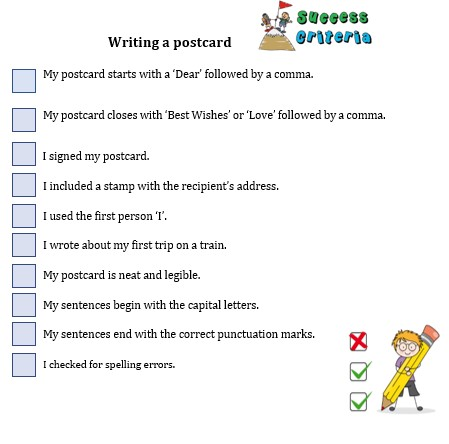 Success
Criteria
Writing a postcard
My postcard starts with a ‘Dear’ followed by a comma.
My postcard closes with ‘Best Wishes’ or ‘Love’ followed by a comma.
I signed my postcard.
I included a stamp with the recipient’s address.
I used the first person ‘I’.
I wrote about my first trip on a train.
My postcard is neat and legible.
My sentences begin with the capital letters.
My sentences end with the correct punctuation marks.
I checked for spelling errors.